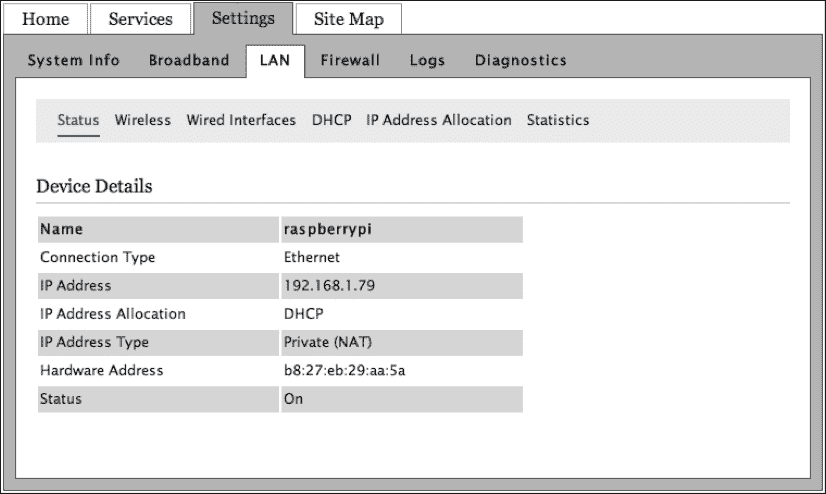 Home Services Settings Site Map
System Info Broadband LAN Firewall Logs Diagnostics
Status Wireless Wired Interfaces DHCP IP Address Allocation Statistics
Device Details
Name raspberrypi
Connection Type Ethernet
IP Address 192.168.1.79
IP Address Allocation DHCP
IP Address Type Private (NAT)
Hardware Address b8:27:eb:29:aa:5a
Status On